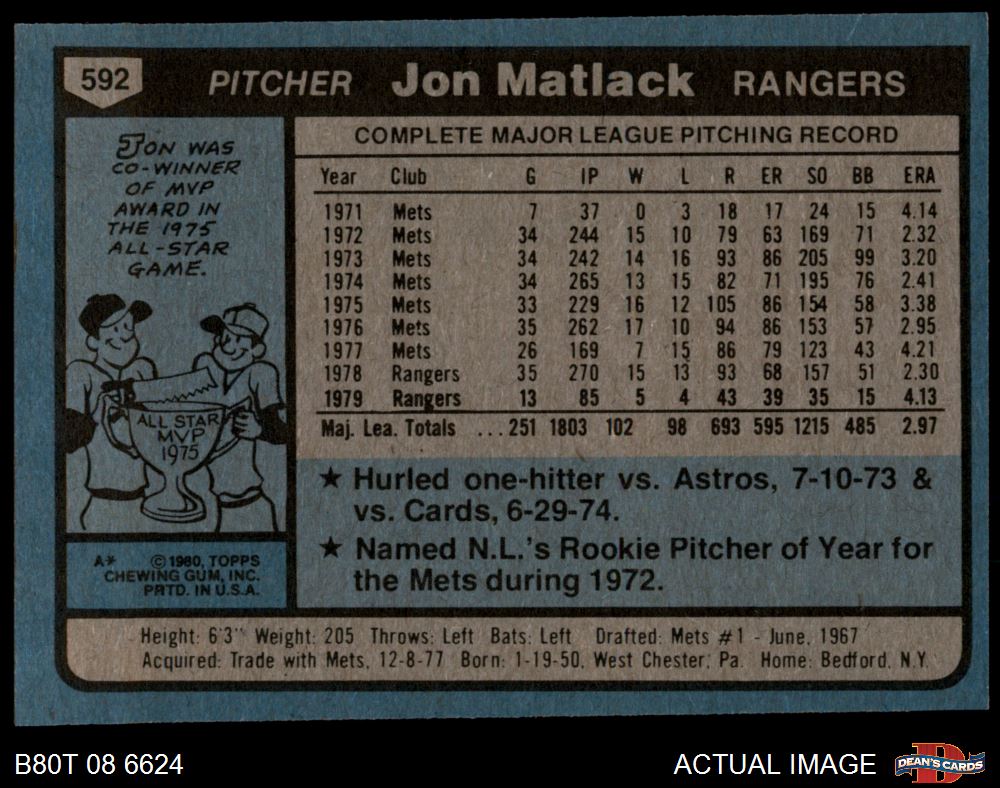 592 PITCHER Jon Matlack RANGERS
JON WAS
CO-WINNER
OF MVP
AWARD IN
THE 1975
ALL-STAR
GAME.
ALL STAR
MVP
1975
A* © 1980, TOPPS
CHEWING GUM, INC.
PRTD. IN U.S.A.
COMPLETE MAJOR LEAGUE PITCHING RECORD
Year Club G IP W L R ER SO BB ERA
1971 Mets 7 37 0 3 18 17 24 15 4.14
1972 Mets 34 244 15 10 79 63 169 71 2.32
1973 Mets 34 242 14 16 93 86 205 99 3.20
1974 Mets 34 265 13 15 82 71 195 76 2.41
1975 Mets 33 229 16 12 105 86 154 58 3.38
1976 Mets 35 262 17 10 94 86 153 57 2.95
1977 Mets 26 169 7 15 86 79 123 43 4.21
1978 Rangers 35 270 15 13 93 68 157 51 2.30
1979 Rangers 13 85 5 4 43 39 35 15 4.13
Maj. Lea. Totals ...251 1803 102 98 693 595 1215 485 2.97
★ Hurled one-hitter vs. Astros, 7-10-73 &
vs. Cards, 6-29-74.
★ Named N.L.'s Rookie Pitcher of Year for
the Mets during 1972.
Height: 6'3" Weight: 205 Throws: Left Bats: Left Drafted: Mets #1 - June, 1967
Acquired: Trade with Mets, 12-8-77 Born: 1-19-50, West Chester, Pa. Home: Bedford, N.Y.
B80T 08 6624 ACTUAL IMAGE DEAN'S CARDS